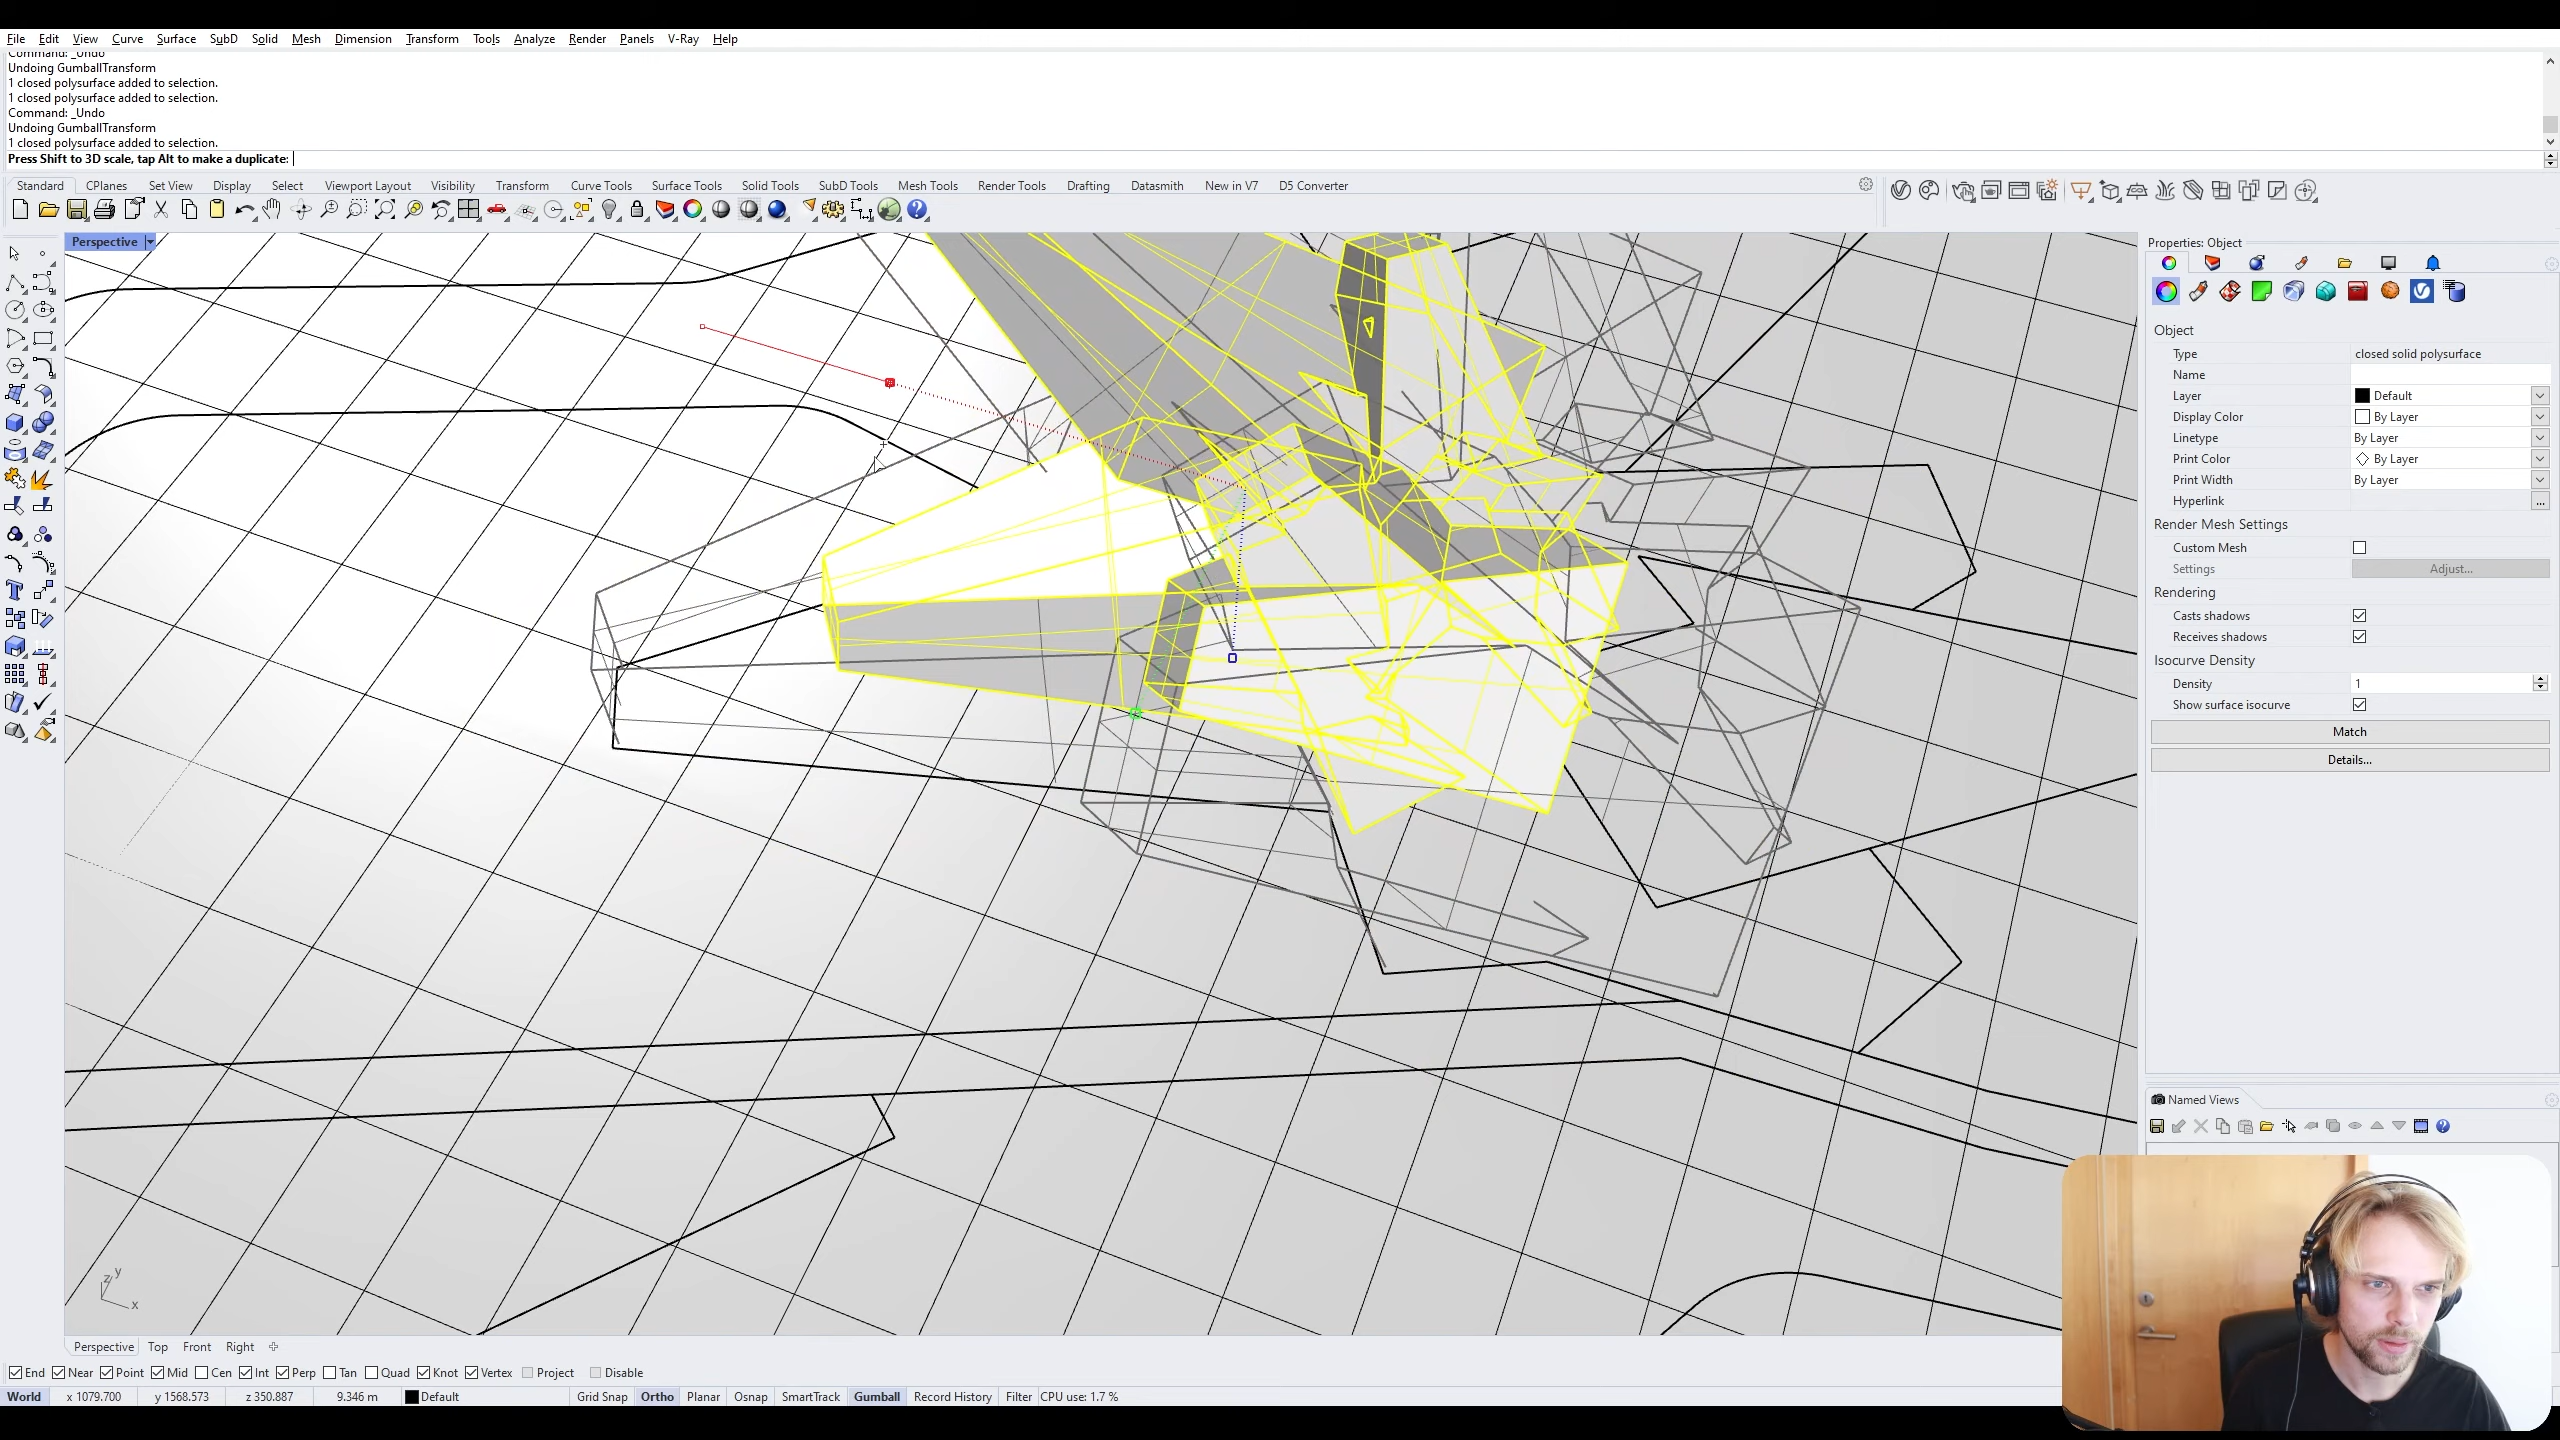 File Edit View Curve Surface SubD Solid Mesh Dimension Transform Tools Analyze Render Panels V-Ray Help
Command: _Undo
Undoing GumballTransform
1 closed polysurface added to selection.
1 closed polysurface added to selection.
Command: _Undo
Undoing GumballTransform
1 closed polysurface added to selection.
Press Shift to 3D scale, tap Alt to make a duplicate:
Standard CPlanes Set View Display Select Viewport Layout Visibility Transform Curve Tools Surface Tools Solid Tools SubD Tools Mesh Tools Render Tools Drafting Datasmith New in V7 D5 Converter
Perspective
Properties: Object
Object
Type closed solid polysurface
Name
Layer Default
Display Color By Layer
Linetype By Layer
Print Color By Layer
Print Width By Layer
Hyperlink ...
Render Mesh Settings
Custom Mesh
Settings Adjust...
Rendering
Casts shadows
Receives shadows
Isocurve Density
Density 1
Show surface isocurve
Match
Details...
Named Views
z y x
Perspective Top Front Right
End Near Point Mid Cen Int Perp Tan Quad Knot Vertex Project Disable
World x 1079.700 y 1568.573 z 350.887 9.346 m Default Grid Snap Ortho Planar Osnap SmartTrack Gumball Record History Filter CPU use: 1.7 %